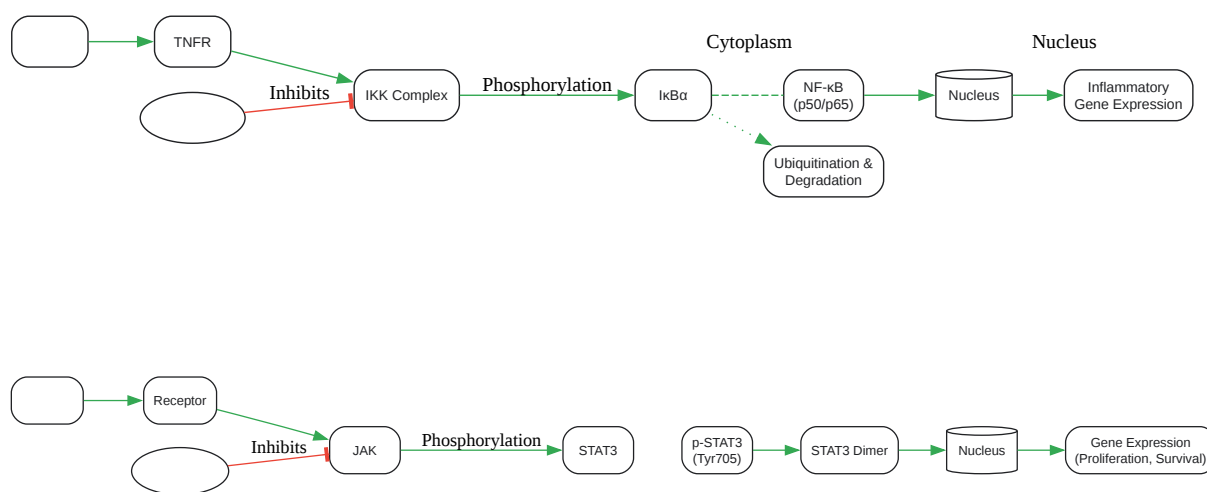 Cytoplasm
Nucleus
TNFR
Inhibits
IKK Complex
Phosphorylation
IκBα
NF-κB
(p50/p65)
Nucleus
Inflammatory
Gene Expression
Ubiquitination &
Degradation
Receptor
Inhibits
JAK
Phosphorylation
STAT3
p-STAT3
(Tyr705)
STAT3 Dimer
Nucleus
Gene Expression
(Proliferation, Survival)